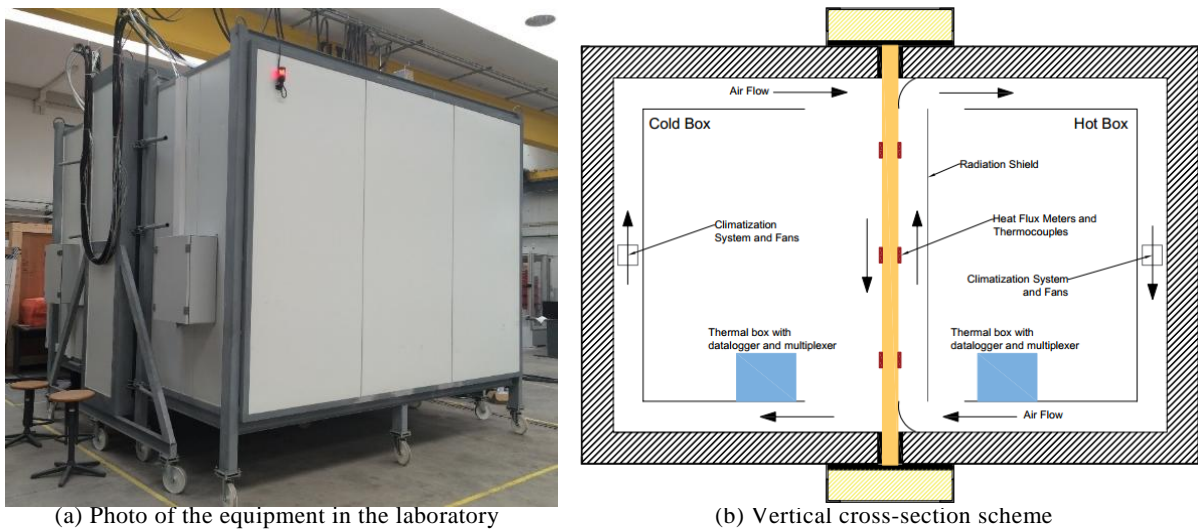 Air Flow
Cold Box
Hot Box
Radiation Shield
Climatization
System and Fans
Heat Flux Meters and
Thermocouples
Climatization System
and Fans
Thermal box with
datalogger and multiplexer
Thermal box with
datalogger and multiplexer
Air Flow
(a) Photo of the equipment in the laboratory
(b) Vertical cross-section scheme